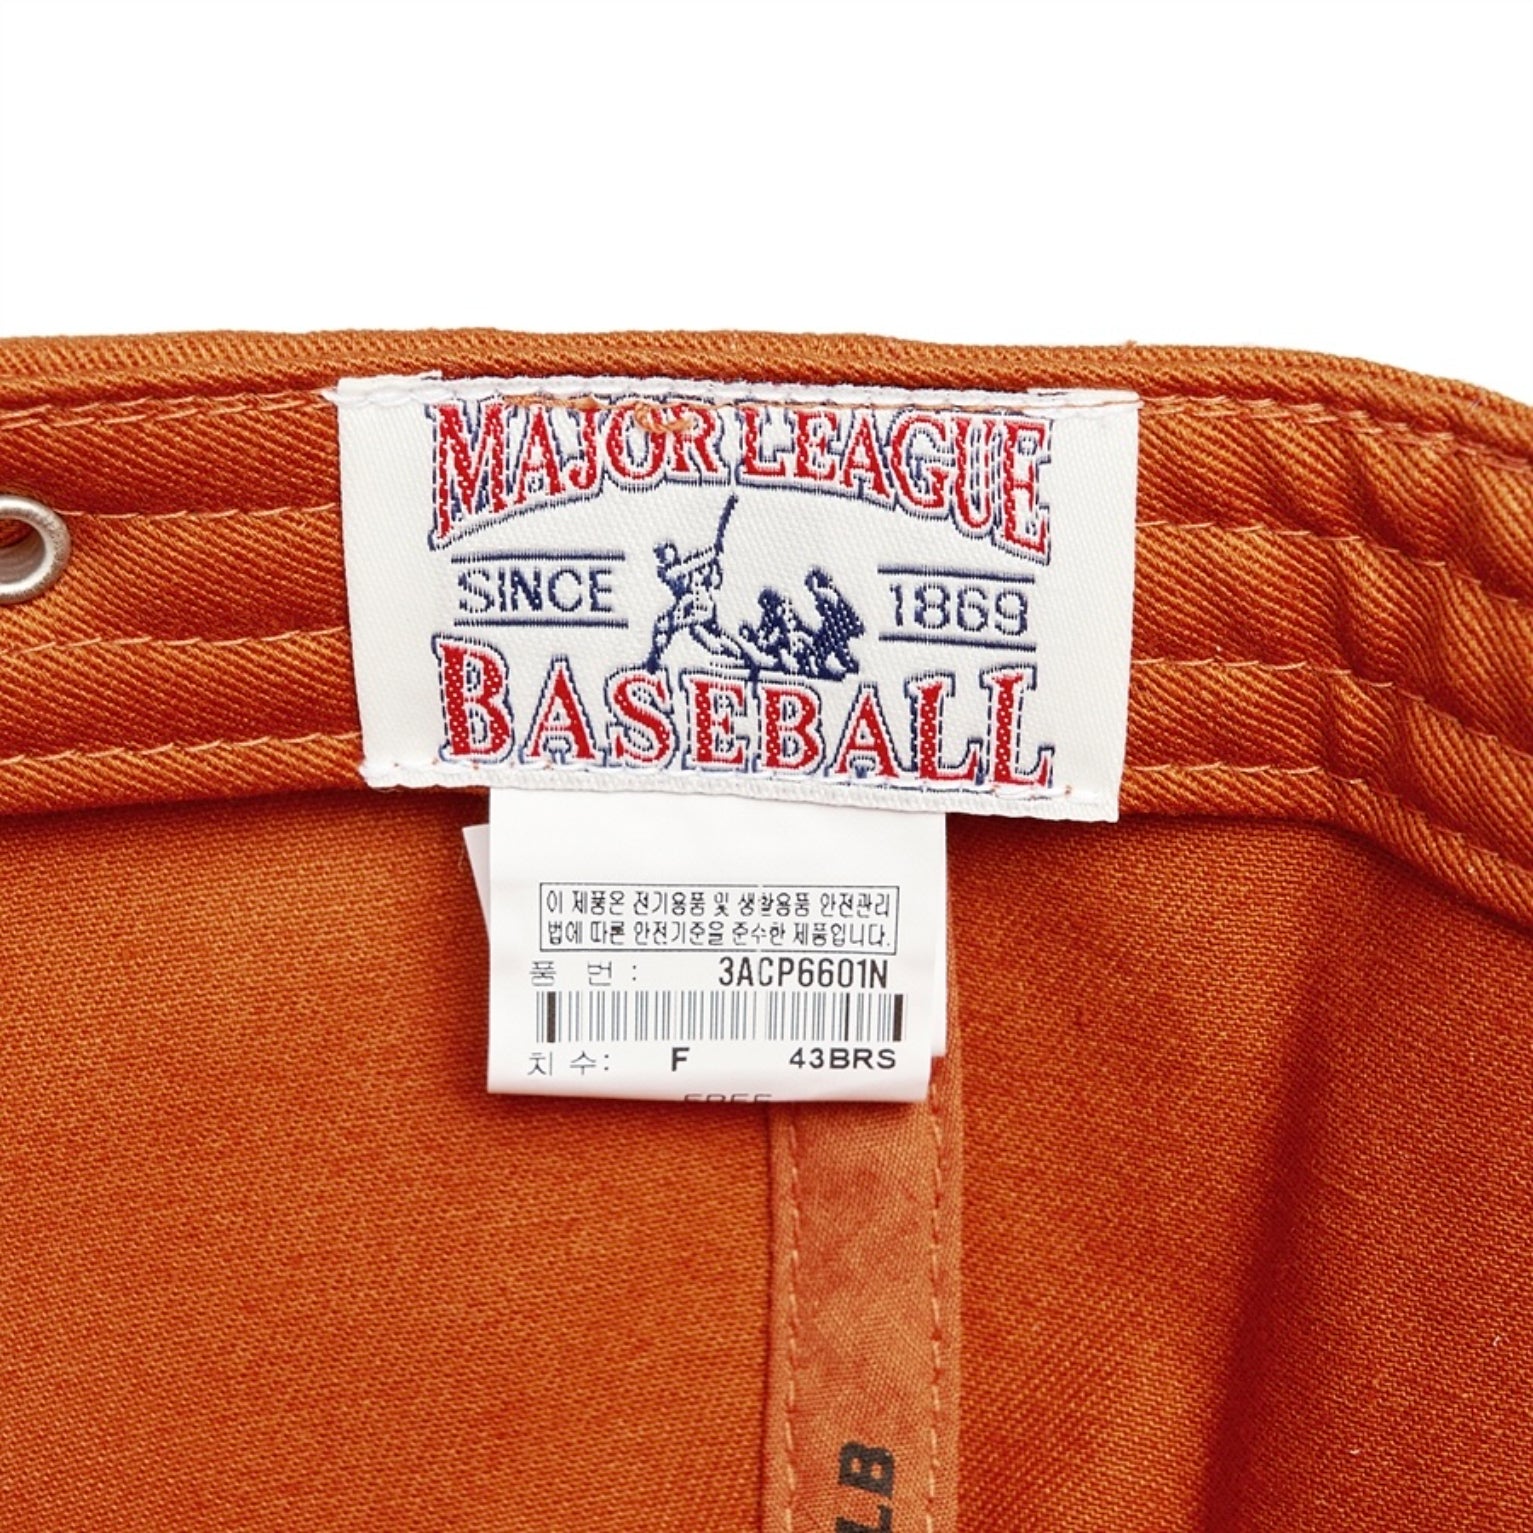 MAJOR LEAGUE
SINCE 1869
BASEBALL
이 제품은 전기용품 및 생활용품 안전관리
법에 따른 안전기준을 준수한 제품입니다.
품 번 : 3ACP6601N
치 수: F 43BRS
FREE
LB